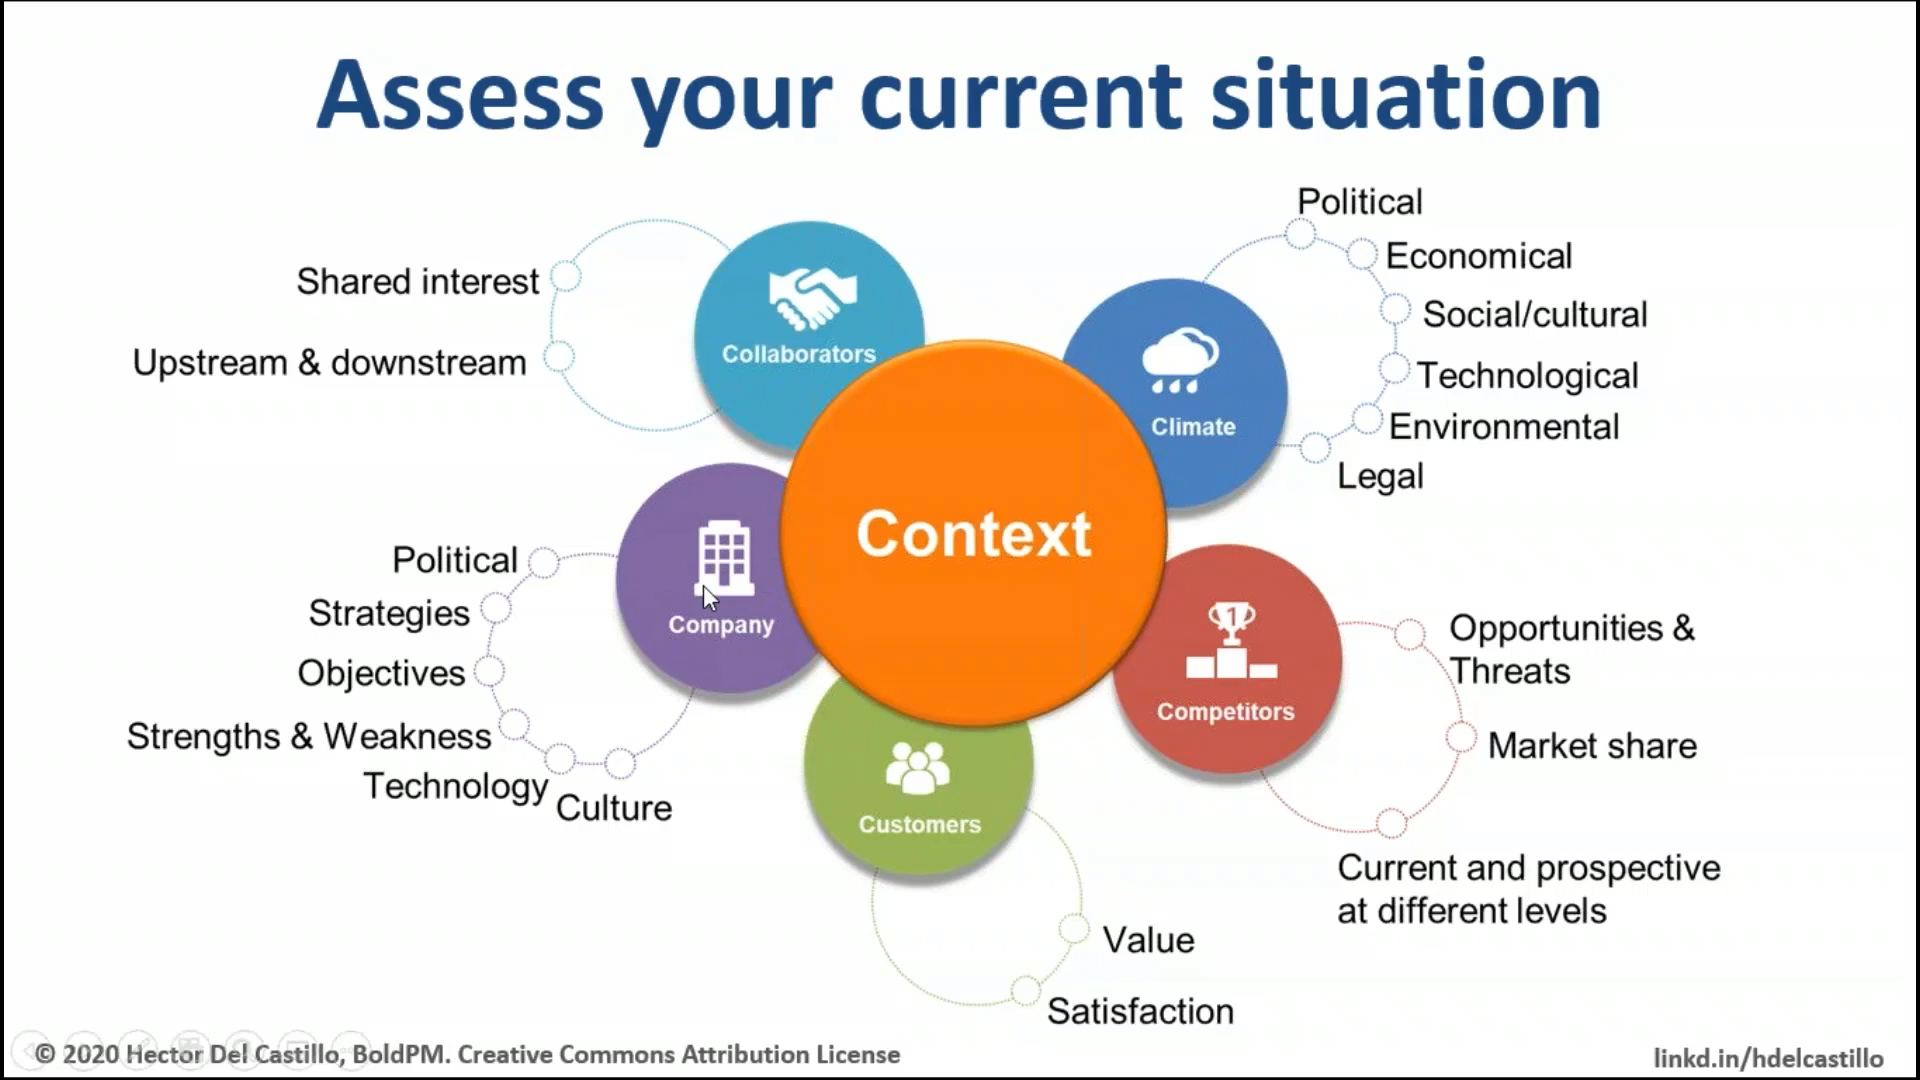 Assess your current situation
Collaborators
Shared interest
Upstream & downstream
Climate
Political
Economical
Social/cultural
Technological
Environmental
Legal
Context
Company
Political
Strategies
Objectives
Strengths & Weakness
Technology
Culture
Competitors
1
Opportunities &
Threats
Market share
Current and prospective
at different levels
Customers
Value
Satisfaction
© 2020 Hector Del Castillo, BoldPM. Creative Commons Attribution License
linkd.in/hdelcastillo